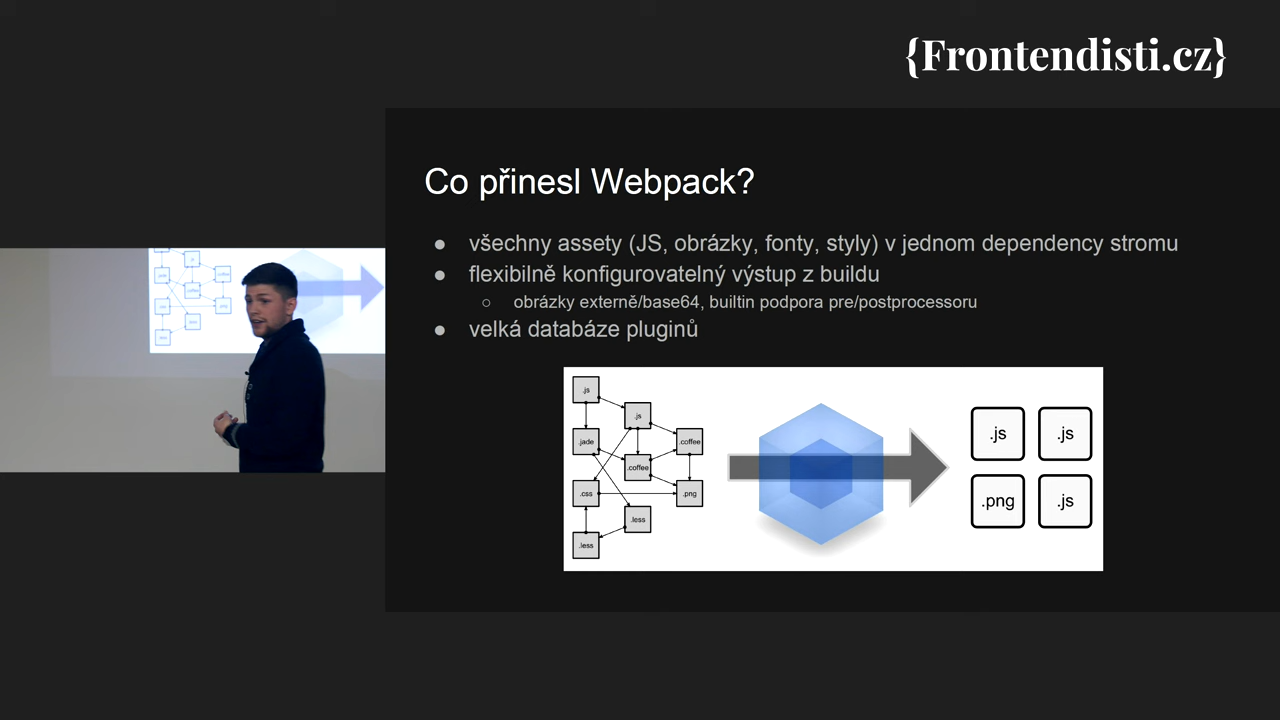 {Frontendisti.cz}
Co přinesl Webpack?
● všechny assety (JS, obrázky, fonty, styly) v jednom dependency stromu
● flexibilně konfigurovatelný výstup z buildu
○ obrázky externě/base64, builtin podpora pre/postprocessoru
● velká databáze pluginů
.js
.js
.jade
.coffee
.coffee
.css
.png
.less
.less
.js
.js
.png
.js